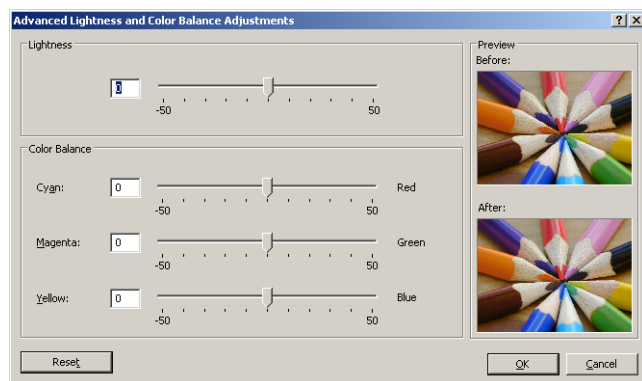 Advanced Lightness and Color Balance Adjustments
Lightness
0
-50 50
Color Balance
Cyan: 0 Red
-50 50
Magenta: 0 Green
-50 50
Yellow: 0 Blue
-50 50
Preview
Before:
After:
Reset
OK Cancel